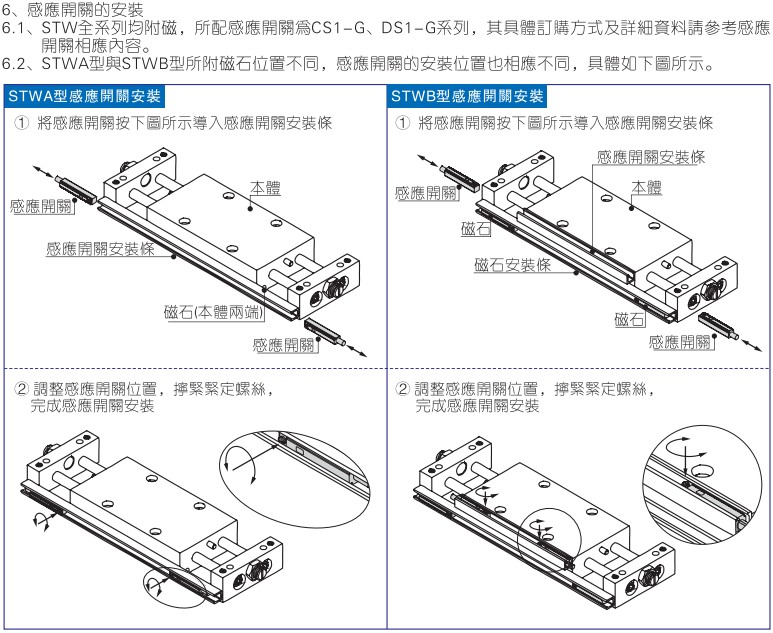 6、感應開關的安裝
6.1、STW全系列均附磁，所配感應開關爲CS1-G、DS1-G系列，其具體訂購方式及詳細資料請參考感應
開關相應內容。
6.2、STWA型與STWB型所附磁石位置不同，感應開關的安裝位置也相應不同，具體如下圖所示。
STWA型感應開關安裝
① 將感應開關按下圖所示導入感應開關安裝條
本體
感應開關
感應開關安裝條
磁石(本體兩端)
感應開關
② 調整感應開關位置，擰緊緊定螺絲，
完成感應開關安裝
STWB型感應開關安裝
① 將感應開關按下圖所示導入感應開關安裝條
感應開關安裝條
本體
感應開關
磁石
磁石安裝條
磁石
感應開關
② 調整感應開關位置，擰緊緊定螺絲，
完成感應開關安裝